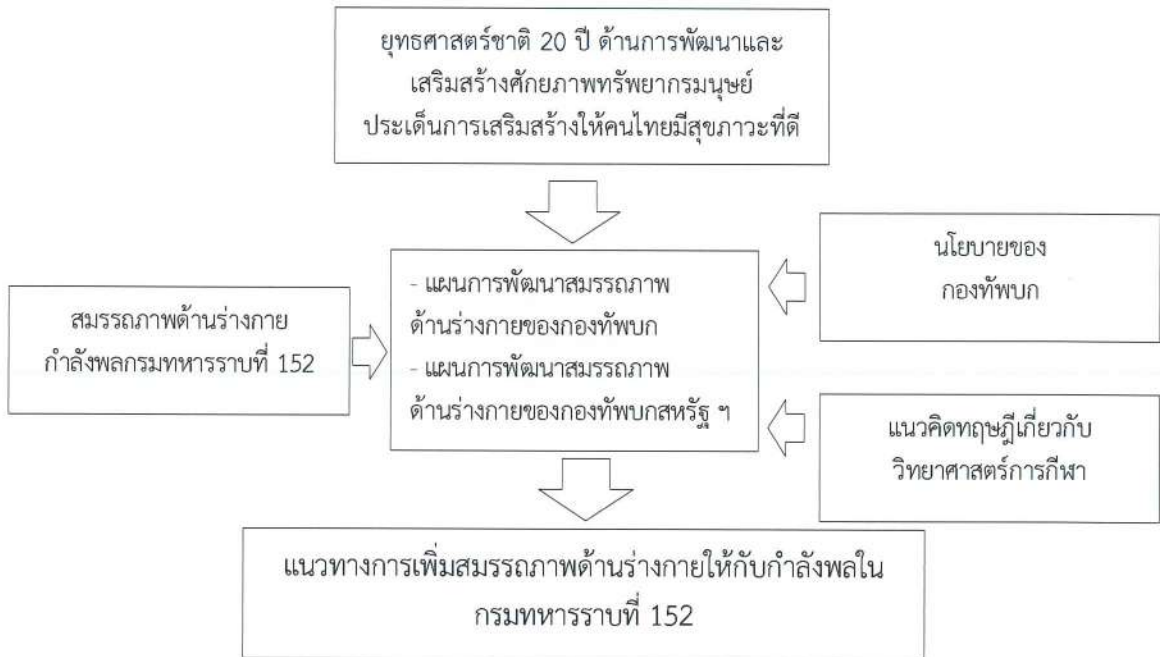 ยุทธศาสตร์ชาติ 20 ปี ด้านการพัฒนาและ
เสริมสร้างศักยภาพทรัพยากรมนุษย์
ประเด็นการเสริมสร้างให้คนไทยมีสุขภาวะที่ดี
นโยบายของ
กองทัพบก
สมรรถภาพด้านร่างกาย
กำลังพลกรมทหารราบที่ 152
- แผนการพัฒนาสมรรถภาพ
ด้านร่างกายของกองทัพบก
- แผนการพัฒนาสมรรถภาพ
ด้านร่างกายของกองทัพบกสหรัฐ ฯ
แนวคิดทฤษฎีเกี่ยวกับ
วิทยาศาสตร์การกีฬา
แนวทางการเพิ่มสมรรถภาพด้านร่างกายให้กับกำลังพลใน
กรมทหารราบที่ 152